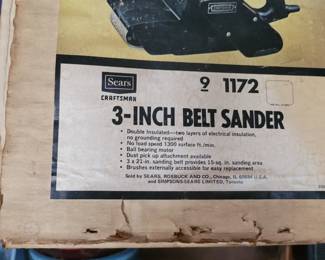 Sears
CRAFTSMAN
9 1172
3-INCH BELT SANDER
• Double Insulated—two layers of electrical insulation,
no grounding required
• No load speed 1300 surface ft./min.
• Ball bearing motor
• Dust pick up attachment available
• 3 x 21-in. sanding belt provides 15-sq. in. sanding area
• Brushes externally accessible for easy replacement
Sold by SEARS, ROEBUCK AND CO., Chicago, IL 60684 U.S.A.
and SIMPSONS-SEARS LIMITED, Toronto